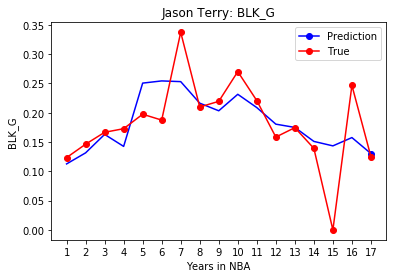 Jason Terry: BLK_G
Prediction
True
0.35
0.30
0.25
0.20
0.15
0.10
0.05
0.00
BLK_G
1 2 3 4 5 6 7 8 9 10 11 12 13 14 15 16 17
Years in NBA